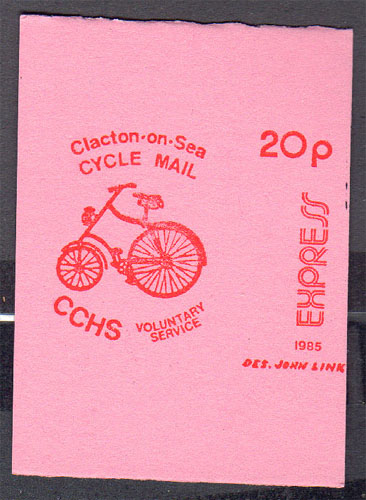 Clacton-on-Sea
CYCLE MAIL
CCHS
VOLUNTARY
SERVICE
20p
EXPRESS
1985
DES. JOHN LINK